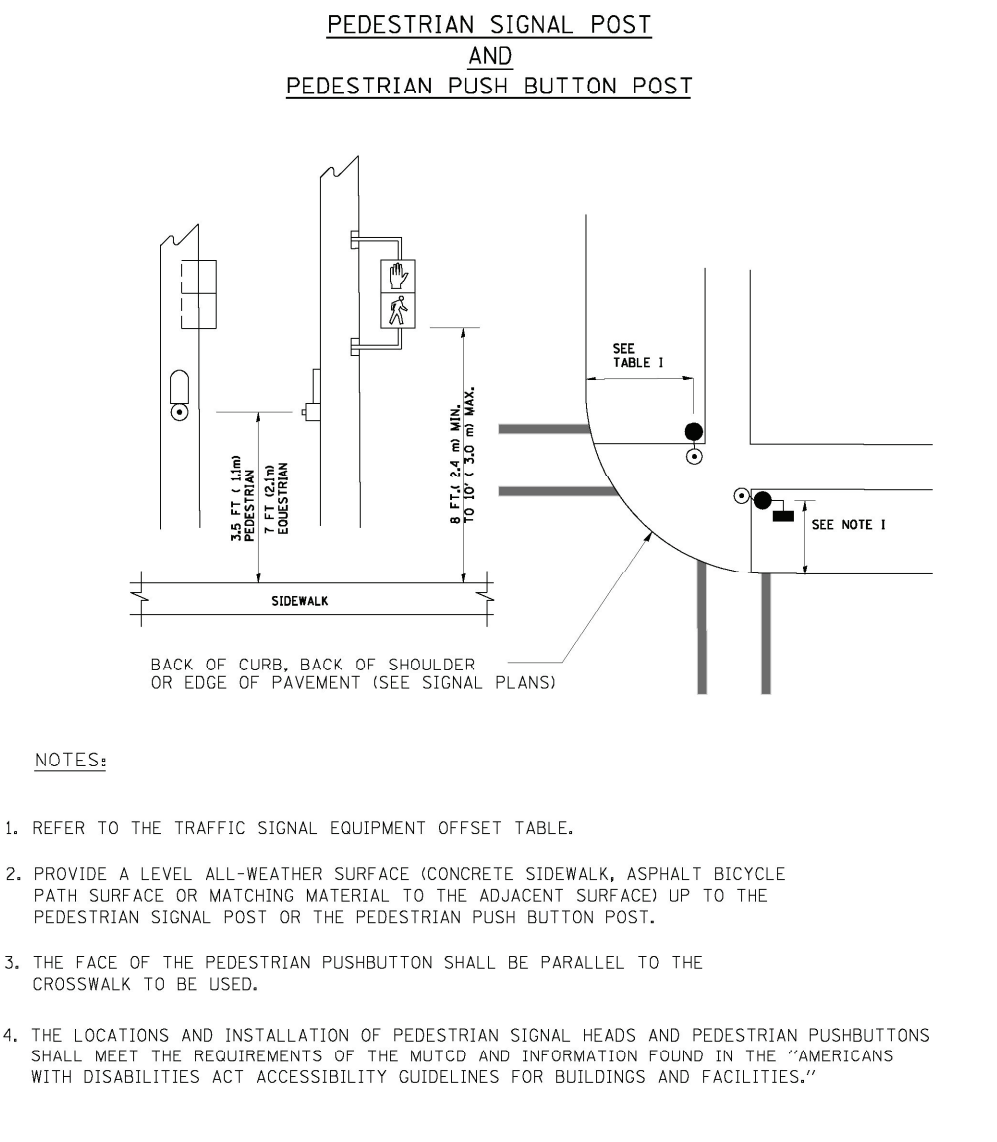 PEDESTRIAN SIGNAL POST
AND
PEDESTRIAN PUSH BUTTON POST
SEE
TABLE I
3.5 FT ( 1.1m)
PEDESTRIAN
7 FT (2.1m)
EQUESTRIAN
8 FT.( 2.4 m) MIN.
TO 10' ( 3.0 m) MAX.
SEE NOTE I
SIDEWALK
BACK OF CURB, BACK OF SHOULDER
OR EDGE OF PAVEMENT (SEE SIGNAL PLANS)
NOTES:
1. REFER TO THE TRAFFIC SIGNAL EQUIPMENT OFFSET TABLE.
2. PROVIDE A LEVEL ALL-WEATHER SURFACE (CONCRETE SIDEWALK, ASPHALT BICYCLE
PATH SURFACE OR MATCHING MATERIAL TO THE ADJACENT SURFACE) UP TO THE
PEDESTRIAN SIGNAL POST OR THE PEDESTRIAN PUSH BUTTON POST.
3. THE FACE OF THE PEDESTRIAN PUSHBUTTON SHALL BE PARALLEL TO THE
CROSSWALK TO BE USED.
4. THE LOCATIONS AND INSTALLATION OF PEDESTRIAN SIGNAL HEADS AND PEDESTRIAN PUSHBUTTONS
SHALL MEET THE REQUIREMENTS OF THE MUTCD AND INFORMATION FOUND IN THE "AMERICANS
WITH DISABILITIES ACT ACCESSIBILITY GUIDELINES FOR BUILDINGS AND FACILITIES."